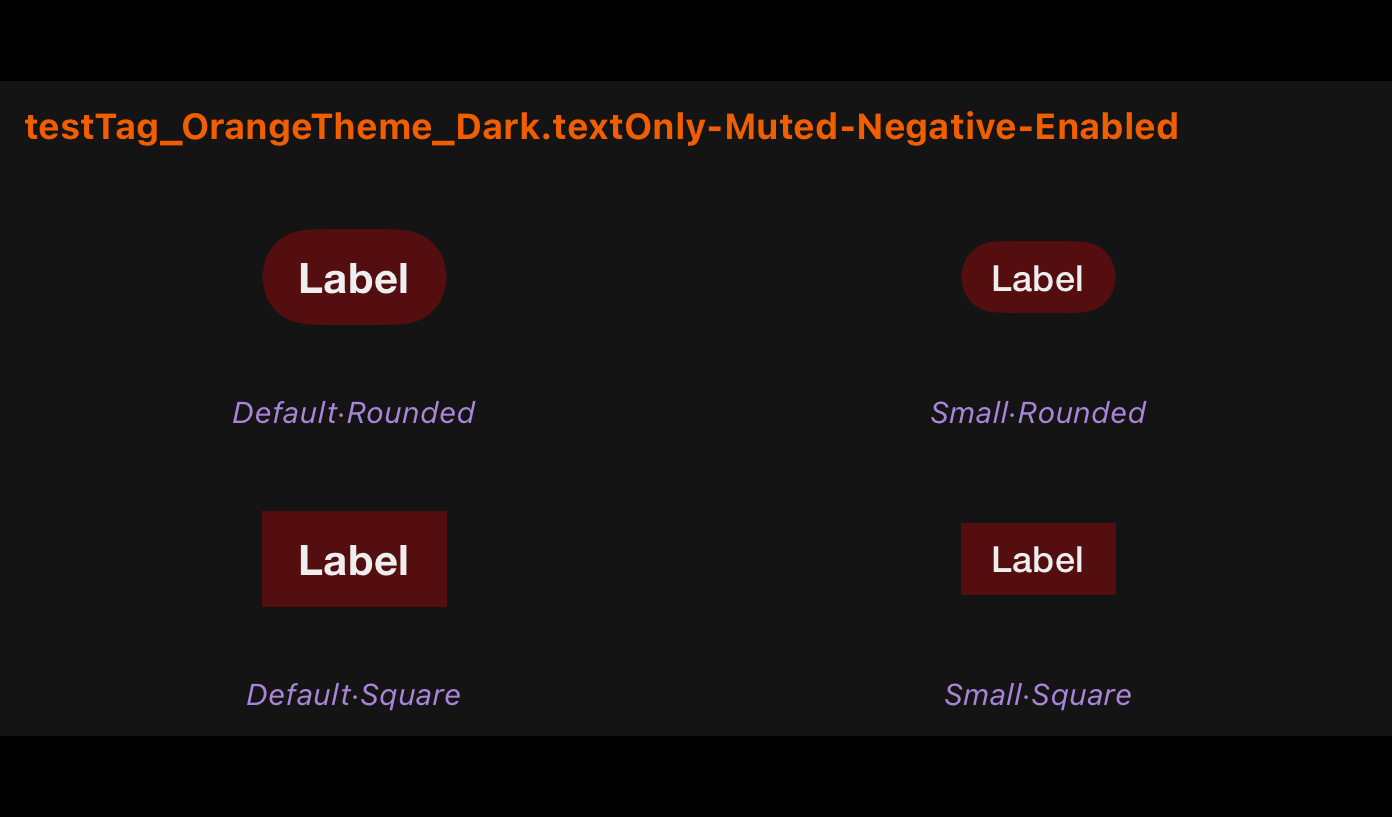 testTag_OrangeTheme_Dark.textOnly-Muted-Negative-Enabled
Label
Label
Default·Rounded
Small·Rounded
Label
Label
Default·Square
Small·Square